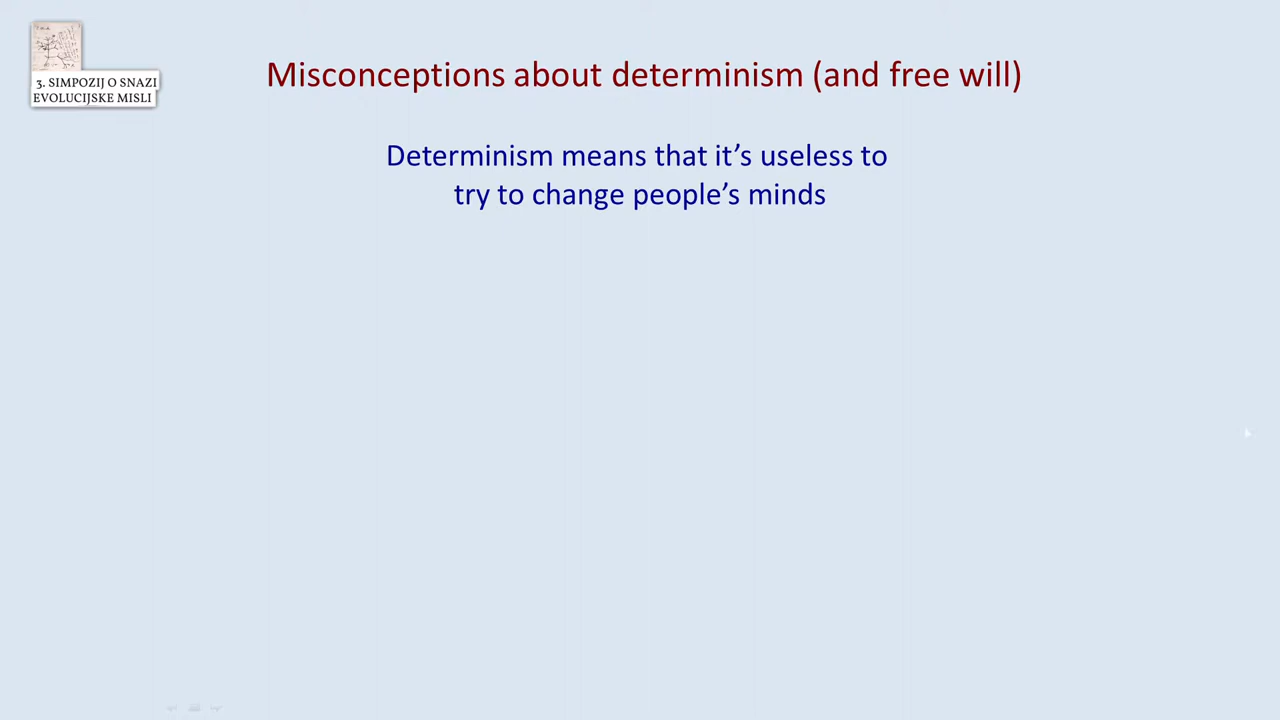 3. SIMPOZIJ O SNAZI
EVOLUCIJSKE MISLI
Misconceptions about determinism (and free will)
Determinism means that it’s useless to
try to change people’s minds